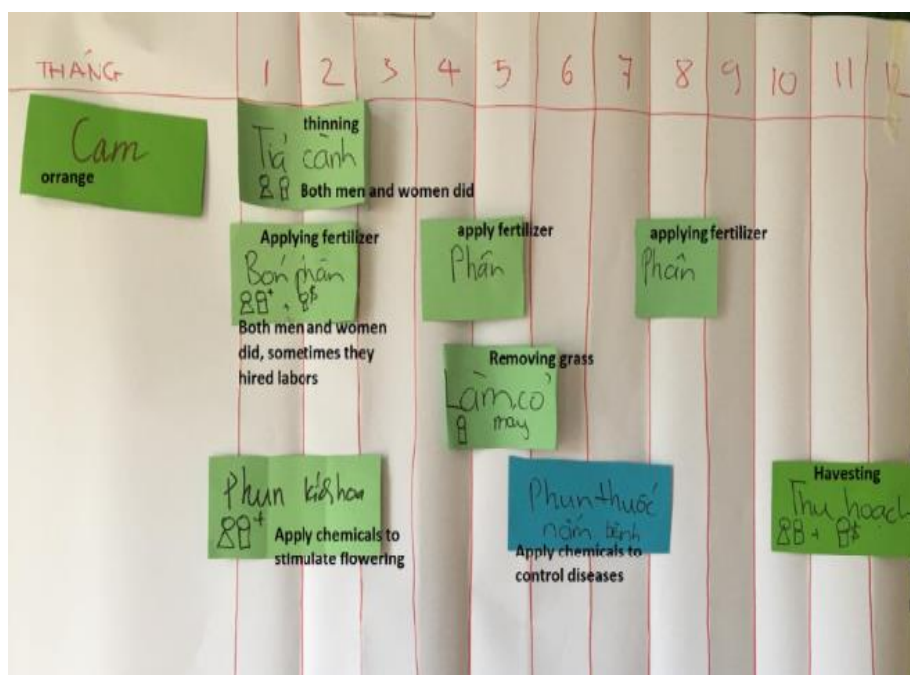 THÁNG 1 2 3 4 5 6 7 8 9 10 11 12
Cam
orrange
thinning
Tỉa cành
Both men and women did
Applying fertilizer
Bón phân
Both men and women
did, sometimes they
hired labors
apply fertilizer
Phân
applying fertilizer
Phân
Removing grass
Làm cỏ
máy
Phun kích hoa
Apply chemicals to
stimulate flowering
Phun thuốc
nấm bệnh
Apply chemicals to
control diseases
Havesting
Thu hoạch